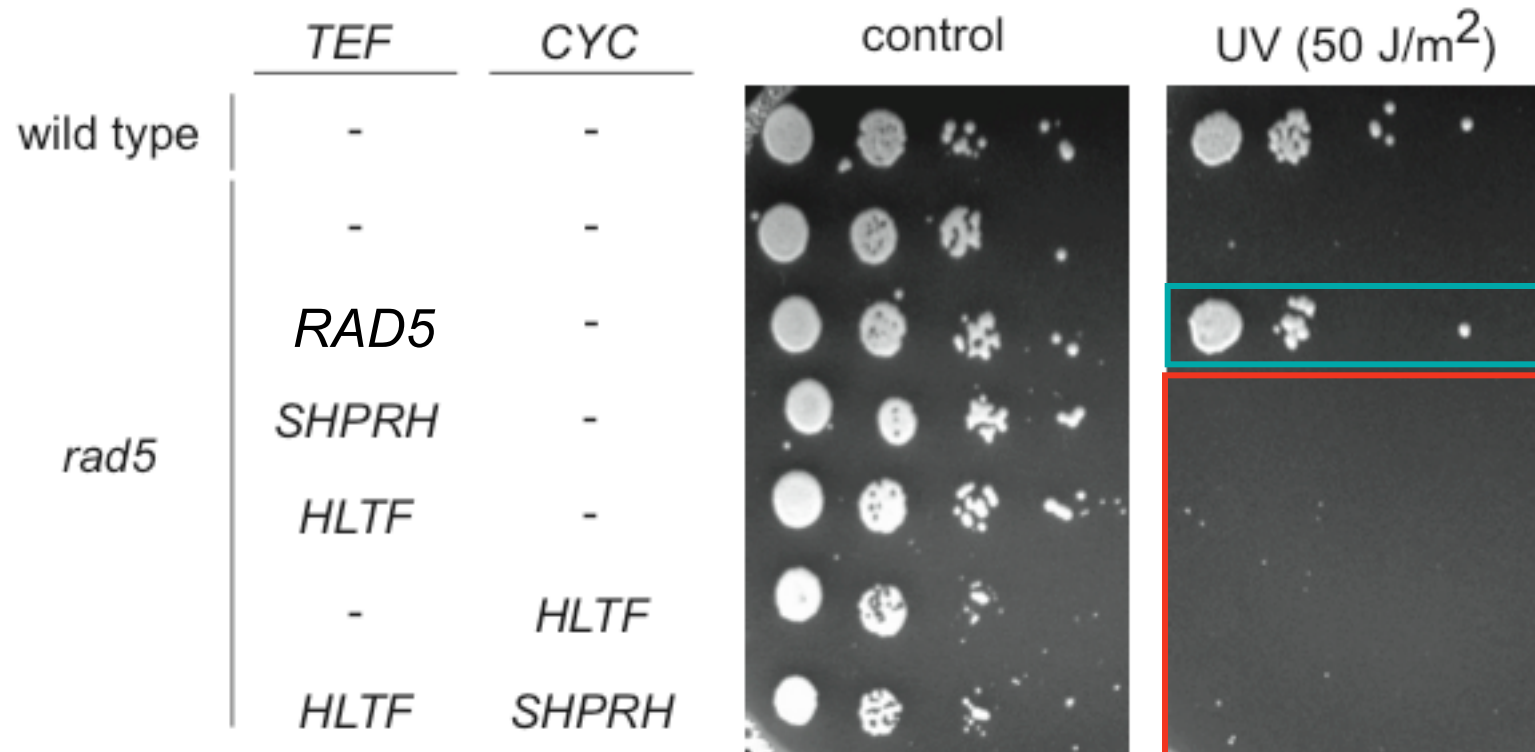 TEF CYC control UV (50 J/m²)
wild type - -
- -
RAD5 -
SHPRH -
rad5
HLTF -
- HLTF
HLTF SHPRH